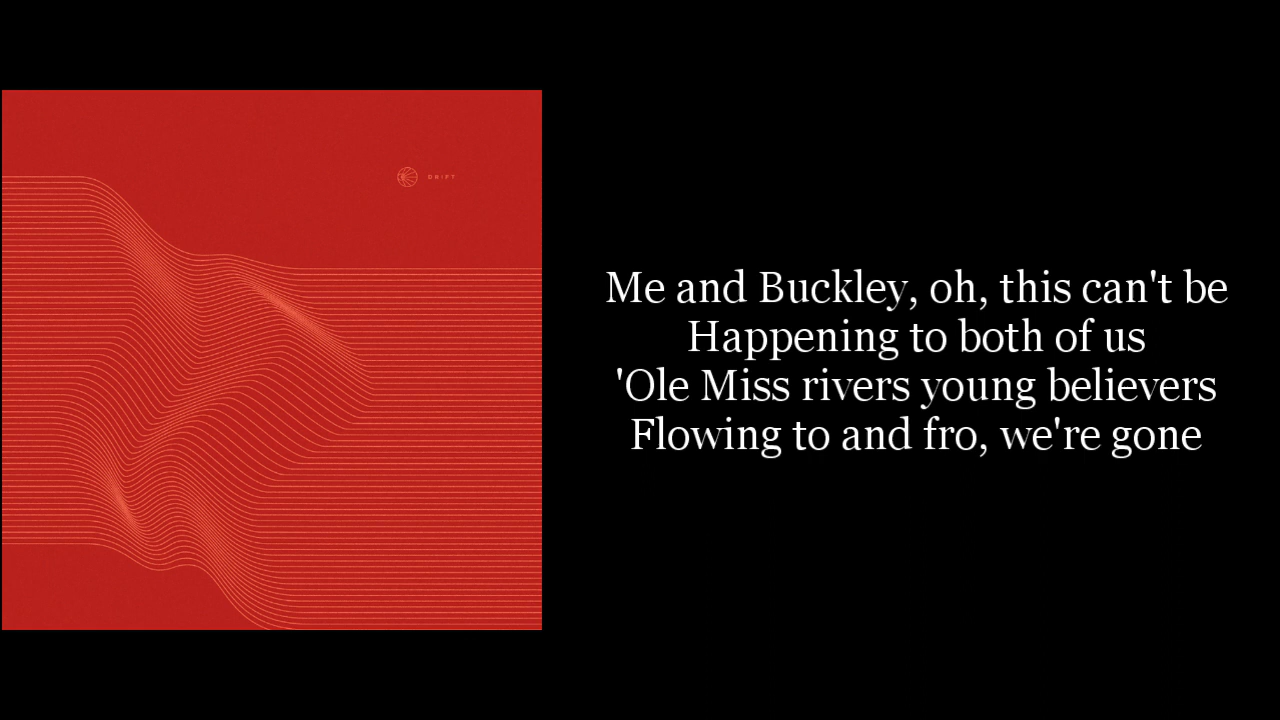 DRIFT
Me and Buckley, oh, this can't be
Happening to both of us
'Ole Miss rivers young believers
Flowing to and fro, we're gone